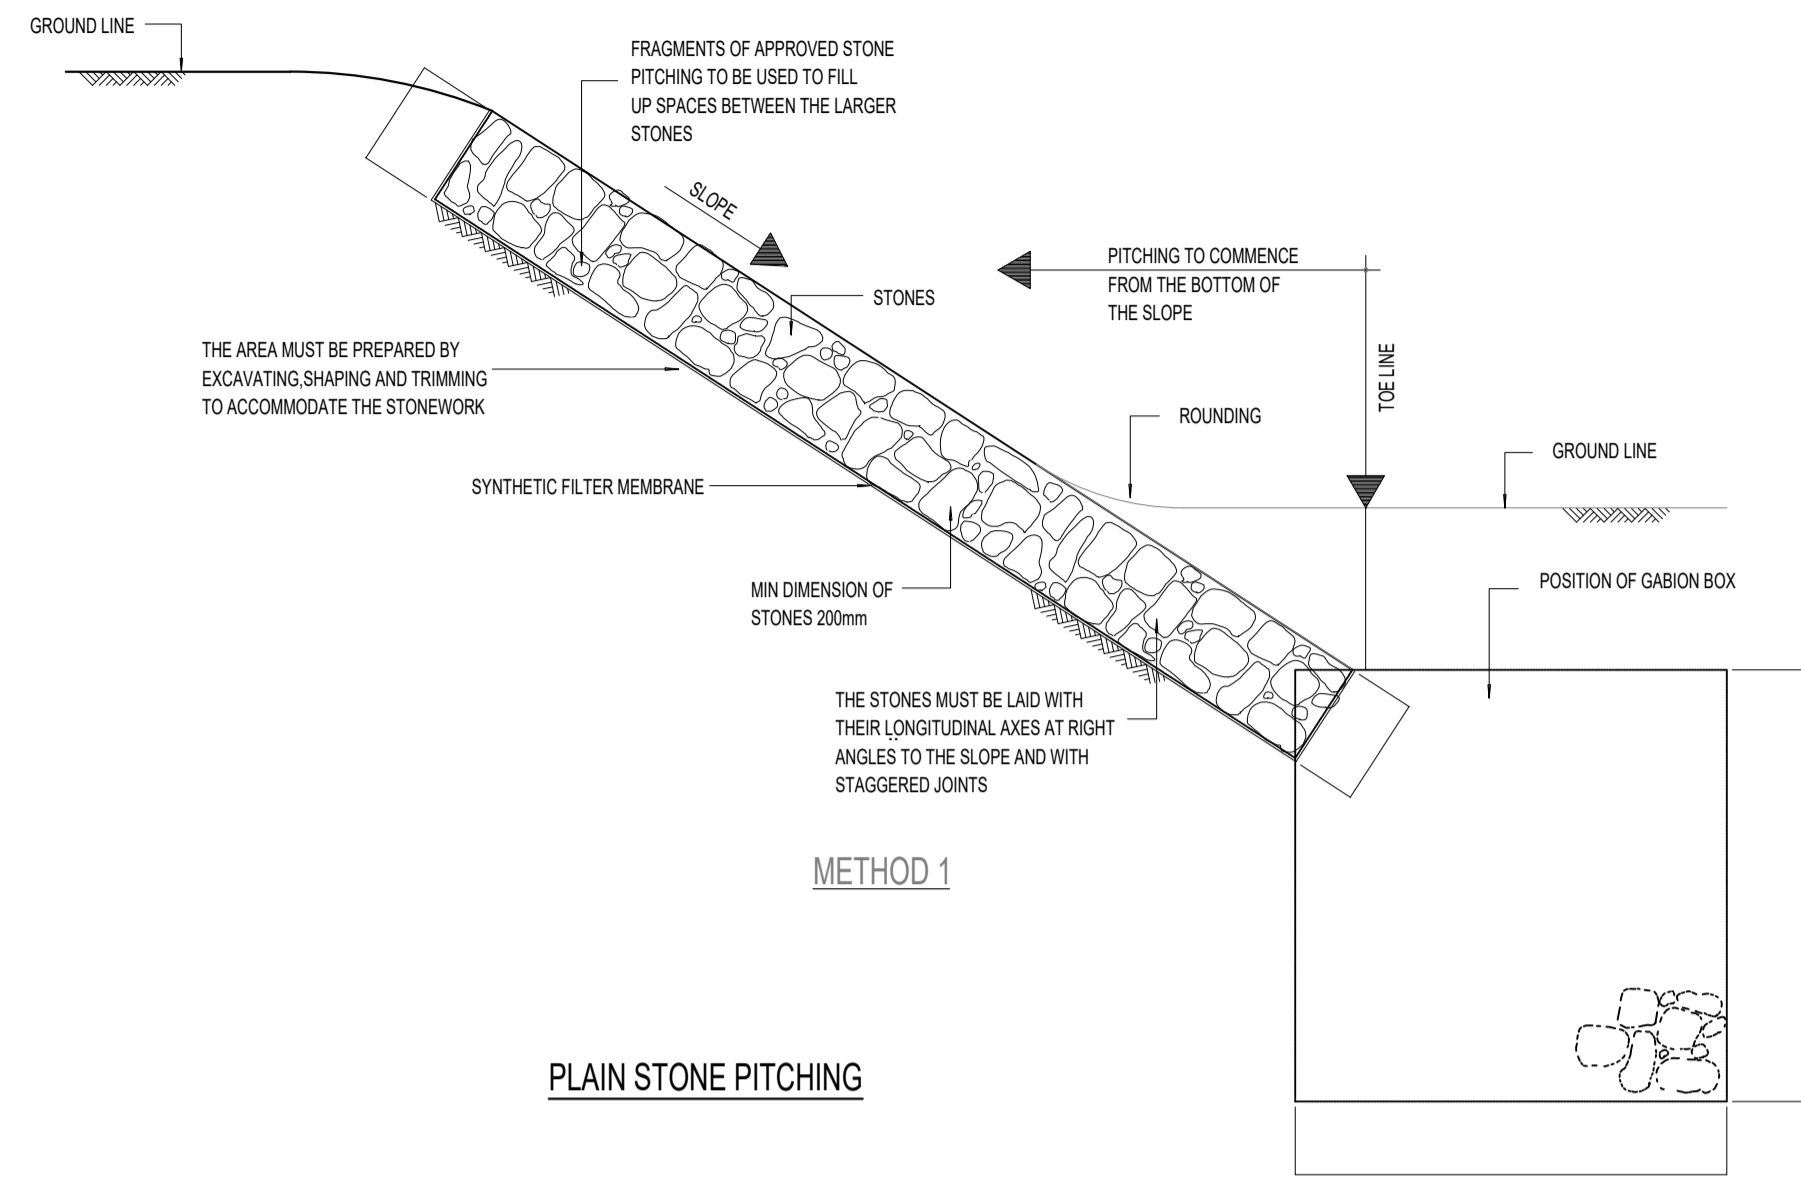 GROUND LINE
FRAGMENTS OF APPROVED STONE
PITCHING TO BE USED TO FILL
UP SPACES BETWEEN THE LARGER
STONES
SLOPE
PITCHING TO COMMENCE
FROM THE BOTTOM OF
THE SLOPE
STONES
TOE LINE
THE AREA MUST BE PREPARED BY
EXCAVATING,SHAPING AND TRIMMING
TO ACCOMMODATE THE STONEWORK
ROUNDING
GROUND LINE
SYNTHETIC FILTER MEMBRANE
MIN DIMENSION OF
STONES 200mm
POSITION OF GABION BOX
THE STONES MUST BE LAID WITH
THEIR LONGITUDINAL AXES AT RIGHT
ANGLES TO THE SLOPE AND WITH
STAGGERED JOINTS
METHOD 1
PLAIN STONE PITCHING